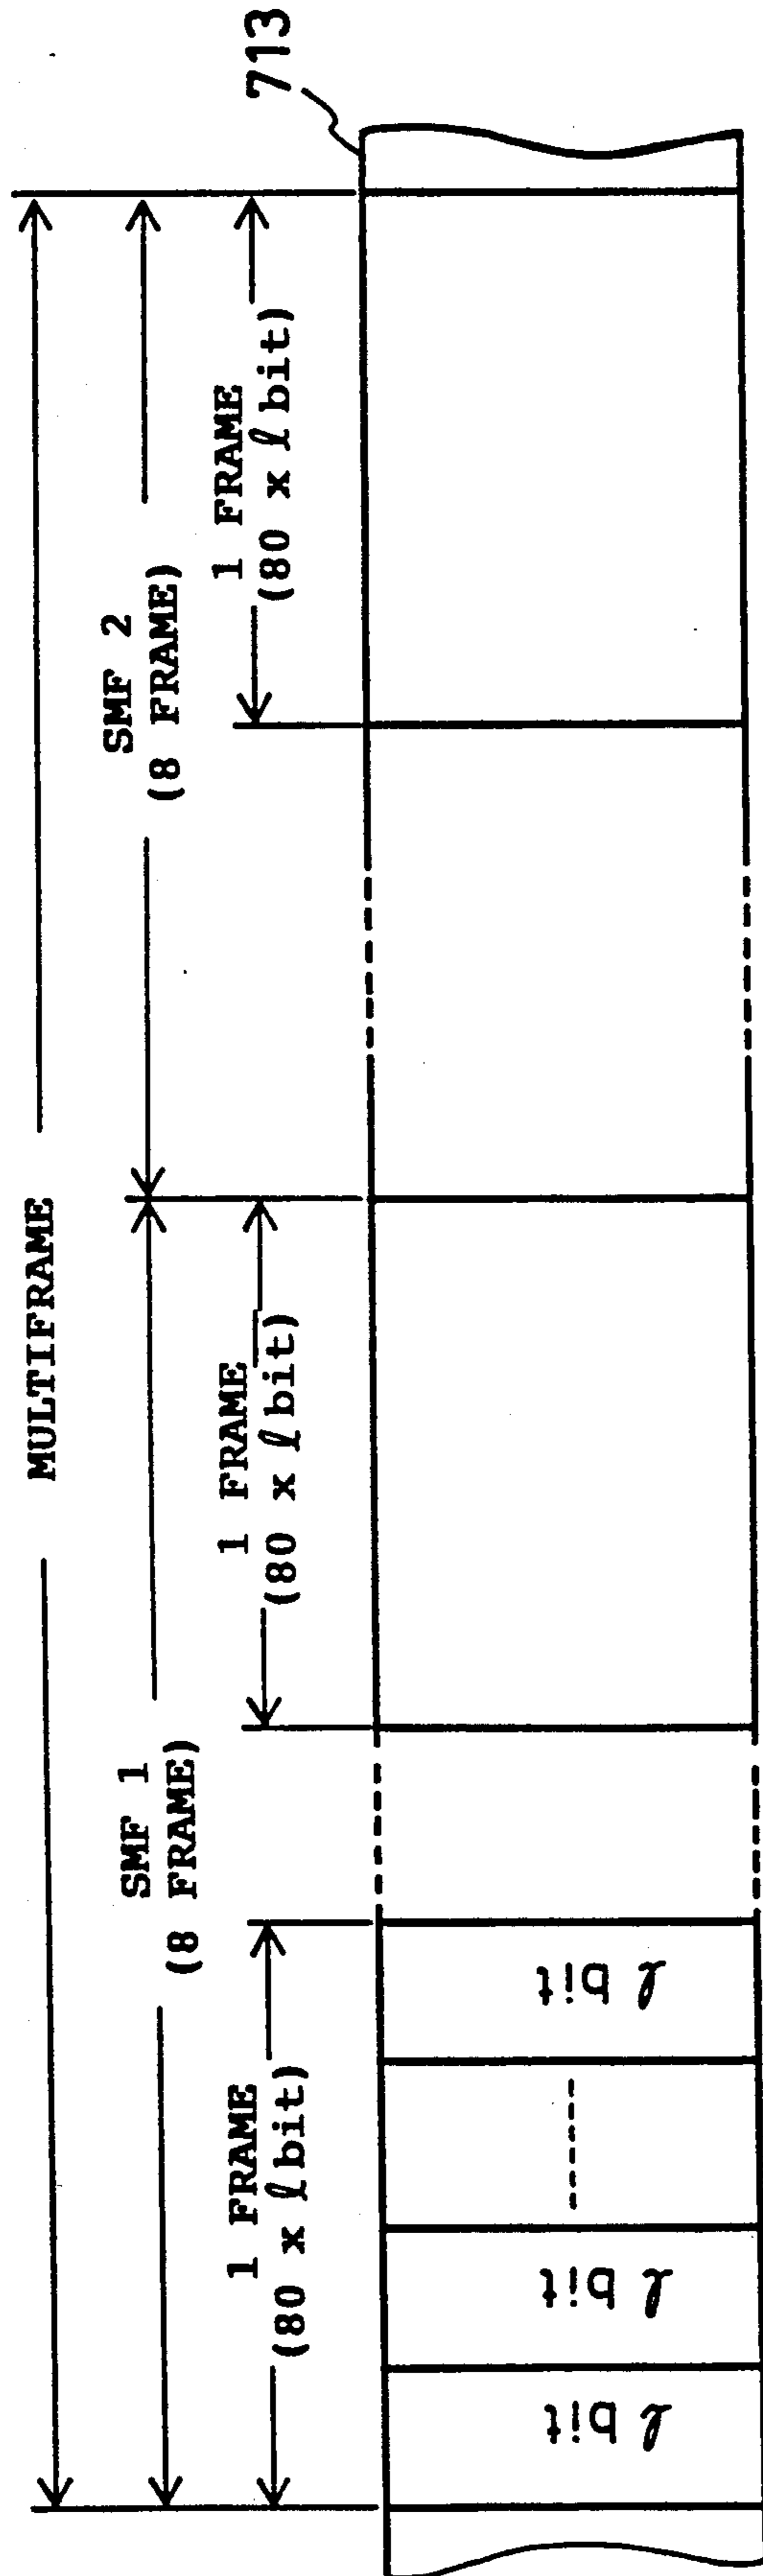 MULTIFRAME
SMF 1
(8 FRAME)
SMF 2
(8 FRAME)
1 FRAME
(80 x ℓ bit)
1 FRAME
(80 x ℓ bit)
1 FRAME
(80 x ℓ bit)
713
ℓ bit
ℓ bit
ℓ bit